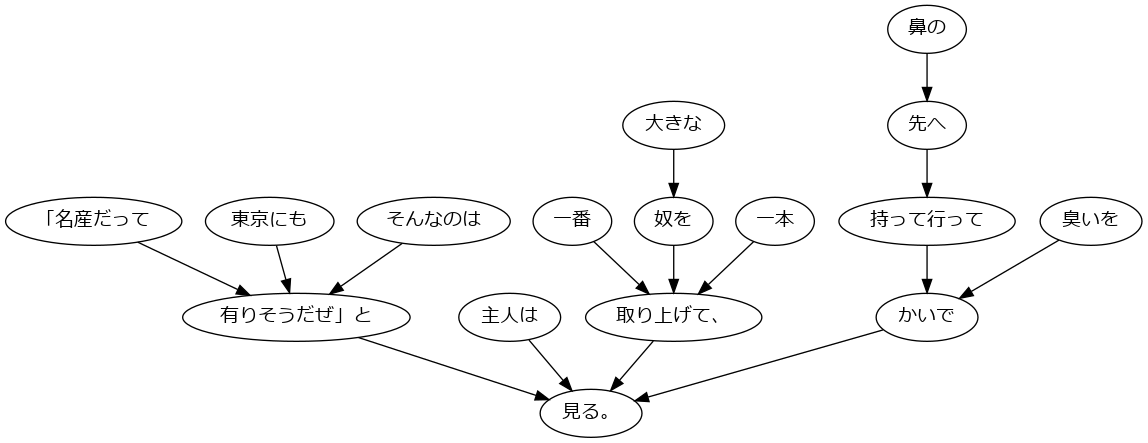 鼻の
大きな
先へ
「名産だって
東京にも
そんなのは
一番
奴を
一本
持って行って
臭いを
有りそうだぜ」と
主人は
取り上げて、
かいで
見る。